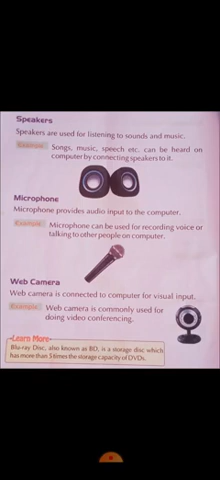 Speakers
Speakers are used for listening to sounds and music.
Example Songs, music, speech etc. can be heard on
computer by connecting speakers to it.
Microphone
Microphone provides audio input to the computer.
Example Microphone can be used for recording voice or
talking to other people on computer.
Web Camera
Web camera is connected to computer for visual input.
Example Web camera is commonly used for
doing video conferencing.
Learn More
Blu-ray Disc, also known as BD, is a storage disc which
has more than 5 times the storage capacity of DVDs.